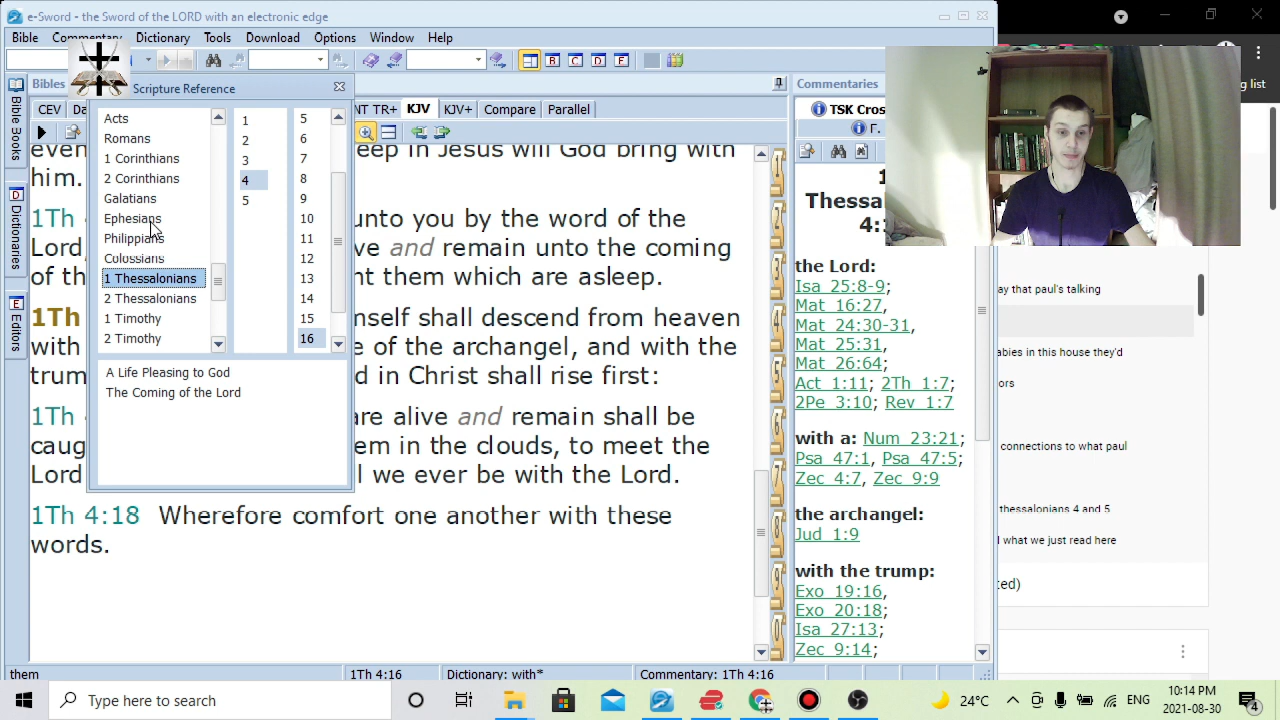 e-Sword - the Sword of the LORD with an electronic edge
Bible Commentary Dictionary Tools Download Options Window Help
Bibles
Scripture Reference
Commentaries
CEV Da
NT TR+ KJV KJV+ Compare Parallel
TSK Cros
Г.
Bible Books
Dictionaries
Editors
Acts
Romans
1 Corinthians
2 Corinthians
Galatians
Ephesians
Philippians
Colossians
1 Thessalonians
2 Thessalonians
1 Timothy
2 Timothy
1
2
3
4
5
5
6
7
8
9
10
11
12
13
14
15
16
A Life Pleasing to God
The Coming of the Lord
even eep in Jesus will God bring with
him.
1Th 4 unto you by the word of the
Lord, ve and remain unto the coming
of th nt them which are asleep.
1Th mself shall descend from heaven
with e of the archangel, and with the
trum d in Christ shall rise first:
1Th 4 are alive and remain shall be
caug em in the clouds, to meet the
Lord l we ever be with the Lord.
1Th 4:18 Wherefore comfort one another with these
words.
1
Thessal
4:
the Lord:
Isa 25:8-9;
Mat 16:27,
Mat 24:30-31,
Mat 25:31,
Mat 26:64;
Act 1:11; 2Th 1:7;
2Pe 3:10; Rev 1:7
with a: Num 23:21;
Psa 47:1, Psa 47:5;
Zec 4:7, Zec 9:9
the archangel:
Jud 1:9
with the trump:
Exo 19:16,
Exo 20:18;
Isa 27:13;
Zec 9:14;
ng list
ay that paul's talking
abies in this house they'd
ors
connections to what paul
thessalonians 4 and 5
l what we just read here
ted)
them
1Th 4:16
Dictionary: with*
Commentary: 1Th 4:16
Type here to search
24°C
ENG
10:14 PM
2021-08-30
4